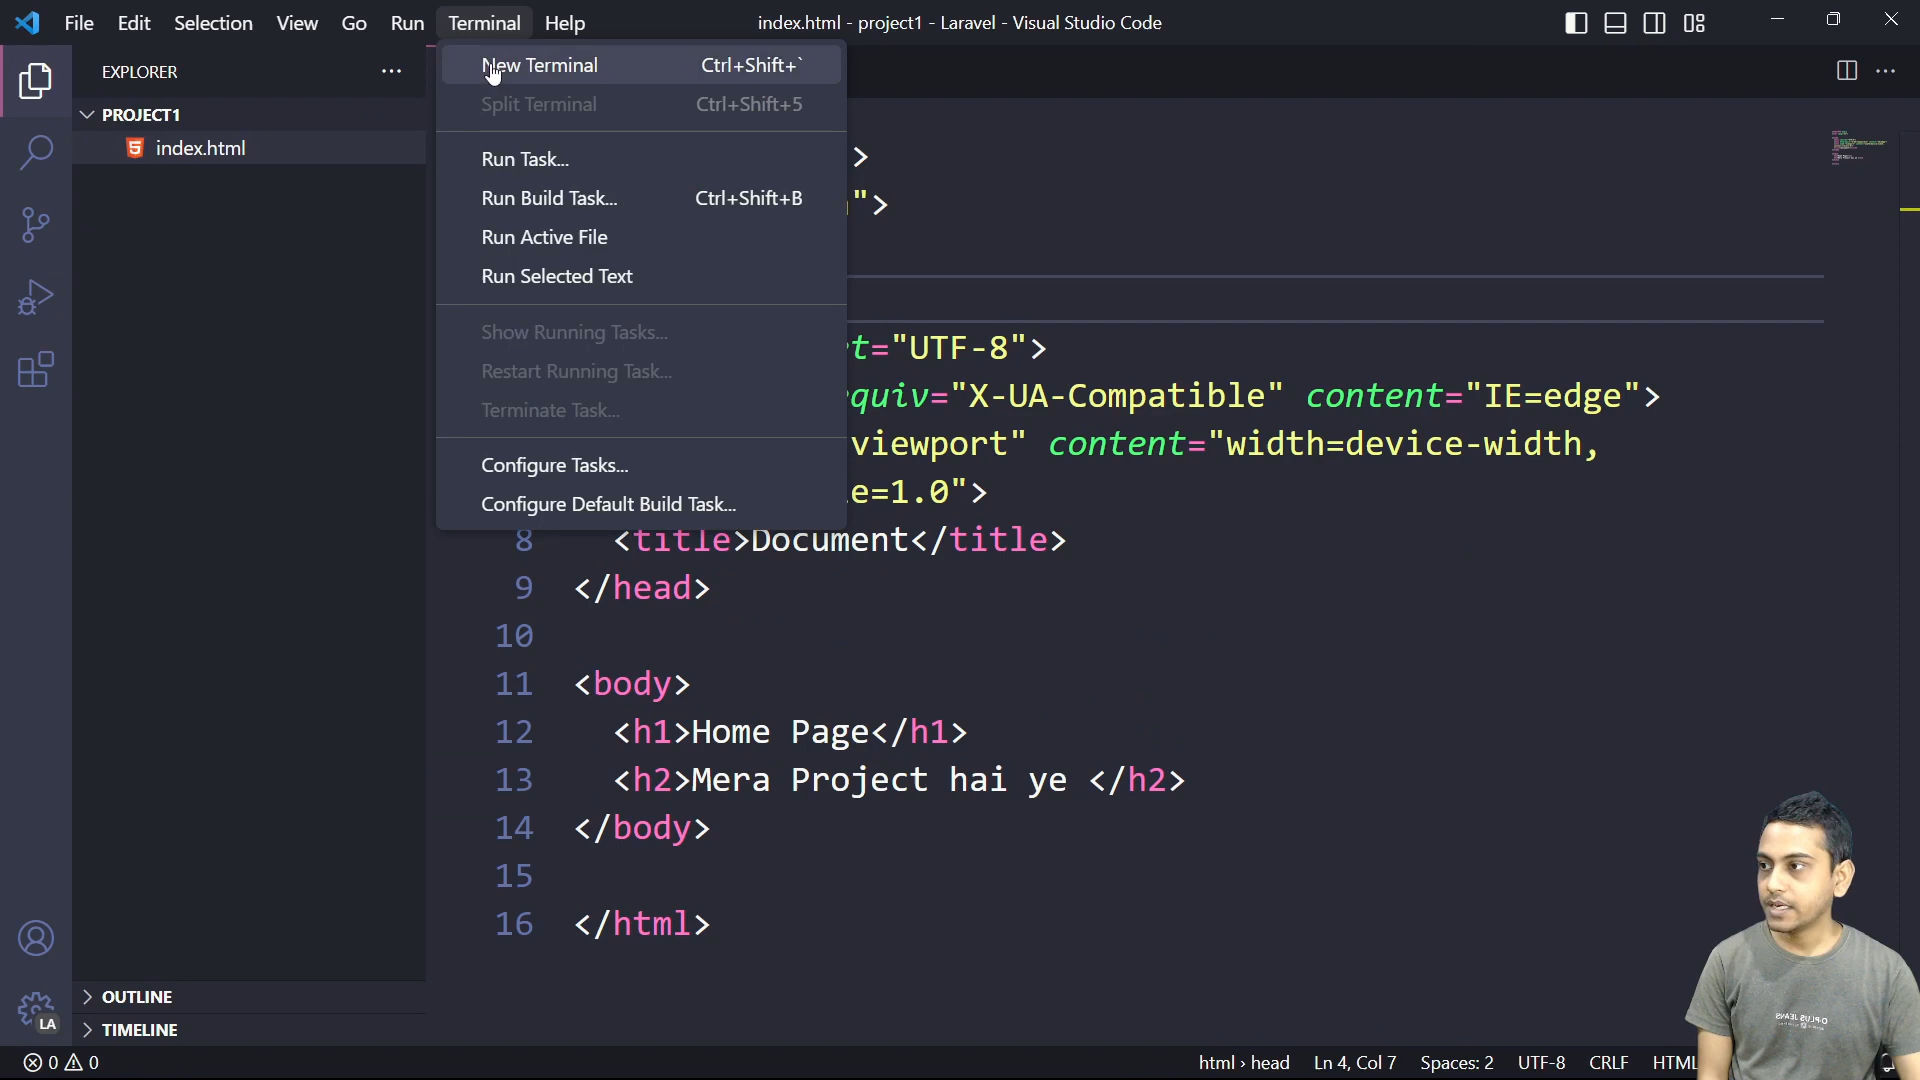 File Edit Selection View Go Run Terminal Help
index.html - project1 - Laravel - Visual Studio Code
EXPLORER
PROJECT1
index.html
New Terminal Ctrl+Shift+`
Split Terminal Ctrl+Shift+5
Run Task...
Run Build Task... Ctrl+Shift+B
Run Active File
Run Selected Text
Show Running Tasks...
Restart Running Task...
Terminate Task...
Configure Tasks...
Configure Default Build Task...
>
">
t="UTF-8">
quiv="X-UA-Compatible" content="IE=edge">
viewport" content="width=device-width,
e=1.0">
8 <title>Document</title>
9 </head>
10
11 <body>
12 <h1>Home Page</h1>
13 <h2>Mera Project hai ye </h2>
14 </body>
15
16 </html>
OUTLINE
TIMELINE
LA
0 0
html › head Ln 4, Col 7 Spaces: 2 UTF-8 CRLF HTML